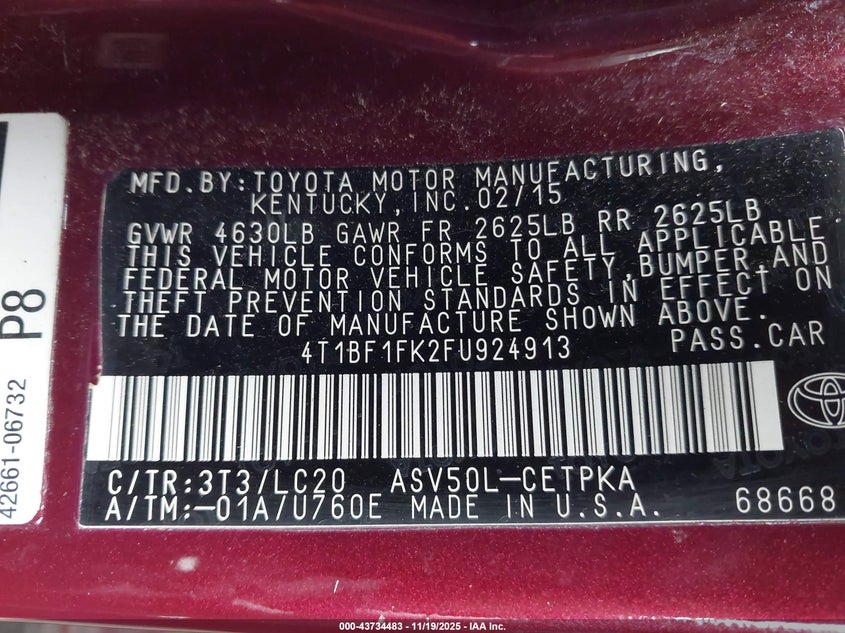 MFD.BY:TOYOTA MOTOR MANUFACTURING,
KENTUCKY,INC.02/15
GVWR 4630LB GAWR FR 2625LB RR 2625LB
THIS VEHICLE CONFORMS TO ALL APPLICABLE
FEDERAL MOTOR VEHICLE SAFETY,BUMPER,AND
THEFT PREVENTION STANDARDS IN EFFECT ON
THE DATE OF MANUFACTURE SHOWN ABOVE.
4T1BF1FK2FU924913 PASS.CAR
C/TR:3T3/LC20 ASV50L-CETPKA
A/TM:-01A/U760E MADE IN U.S.A. 68668
42661-06732
P8
000-43734483 - 11/19/2025 - IAA Inc.